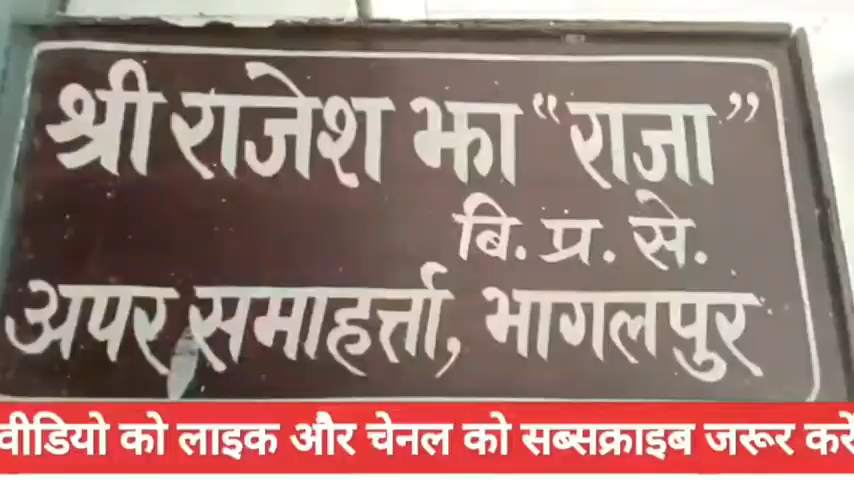 श्री राजेश झा “राजा”
बि. प्र. से.
अपर समाहर्त्ता, भागलपुर
वीडियो को लाइक और चेनल को सब्सक्राइब जरूर करें